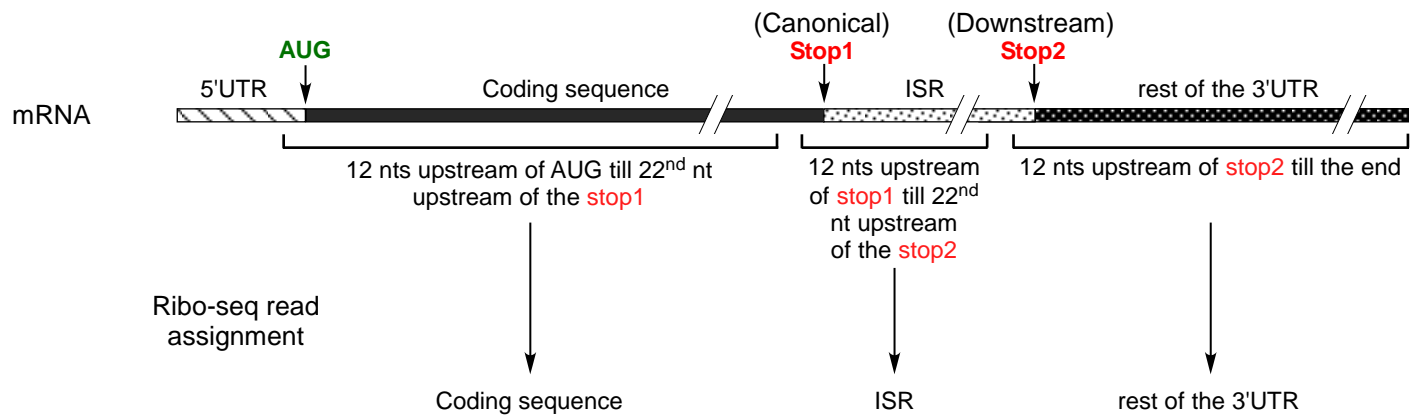 (Canonical)
(Downstream)
AUG
Stop1
Stop2
5'UTR
Coding sequence
ISR
rest of the 3'UTR
mRNA
12 nts upstream of AUG till 22nd nt
upstream of the stop1
12 nts upstream
of stop1 till 22nd
nt upstream
of the stop2
12 nts upstream of stop2 till the end
Ribo-seq read
assignment
Coding sequence
ISR
rest of the 3'UTR